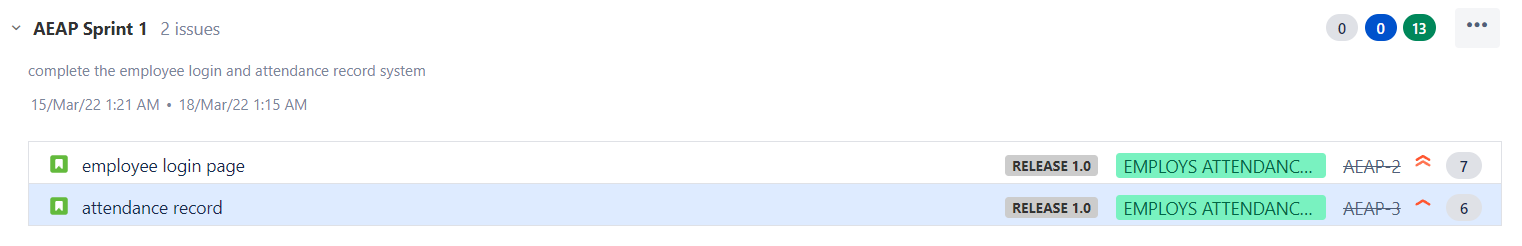 AEAP Sprint 1 2 issues 0 0 13 •••
complete the employee login and attendance record system
15/Mar/22 1:21 AM • 18/Mar/22 1:15 AM
employee login page RELEASE 1.0 EMPLOYS ATTENDANC... AEAP-2 7
attendance record RELEASE 1.0 EMPLOYS ATTENDANC... AEAP-3 6